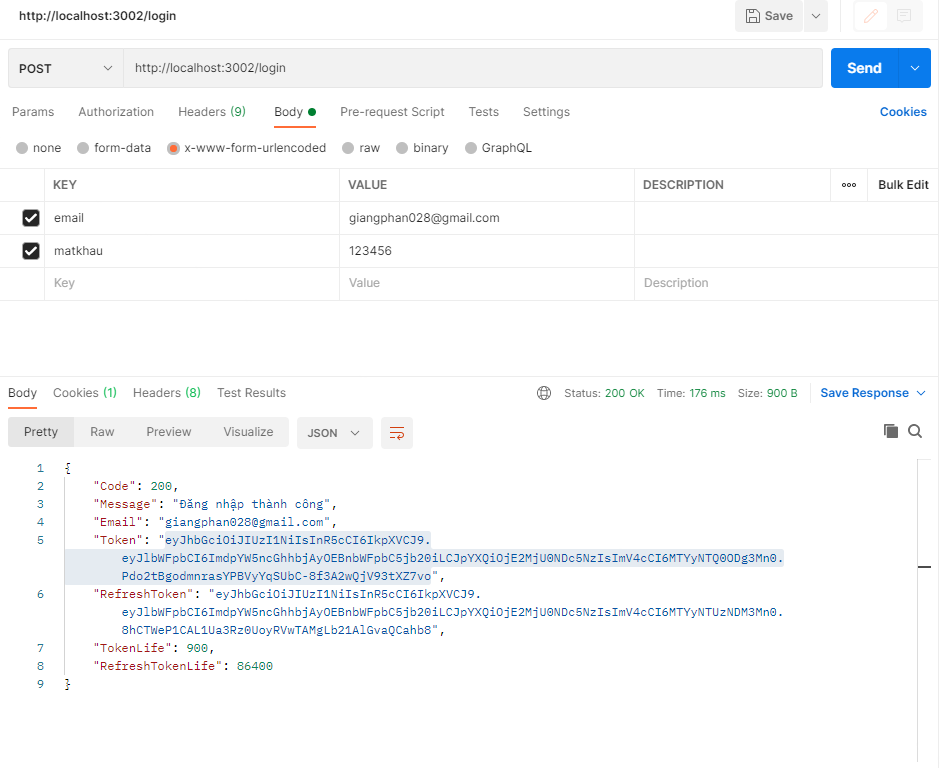 http://localhost:3002/login
Save
POST
http://localhost:3002/login
Send
Params Authorization Headers (9) Body Pre-request Script Tests Settings Cookies
none form-data x-www-form-urlencoded raw binary GraphQL
KEY VALUE DESCRIPTION ooo Bulk Edit
email giangphan028@gmail.com
matkhau 123456
Key Value Description
Body Cookies (1) Headers (8) Test Results Status: 200 OK Time: 176 ms Size: 900 B Save Response
Pretty Raw Preview Visualize JSON
1 {
2 "Code": 200,
3 "Message": "Đăng nhập thành công",
4 "Email": "giangphan028@gmail.com",
5 "Token": "eyJhbGciOiJIUzI1NiIsInR5cCI6IkpXVCJ9.
eyJlbWFpbCI6ImdpYW5ncGhhbjAyOEBnbWFpbC5jb20iLCJpYXQiOjE2MjU0NDc5NzIsImV4cCI6MTYyNTQ0ODg3Mn0.
Pdo2tBgodmnrasYPBVyYqSUbC-8f3A2wQjV93tXZ7vo",
6 "RefreshToken": "eyJhbGciOiJIUzI1NiIsInR5cCI6IkpXVCJ9.
eyJlbWFpbCI6ImdpYW5ncGhhbjAyOEBnbWFpbC5jb20iLCJpYXQiOjE2MjU0NDc5NzIsImV4cCI6MTYyNTUzNDM3Mn0.
8hCTWeP1CAL1Ua3Rz0UoyRVwTAMgLb21AlGvaQCahb8",
7 "TokenLife": 900,
8 "RefreshTokenLife": 86400
9 }